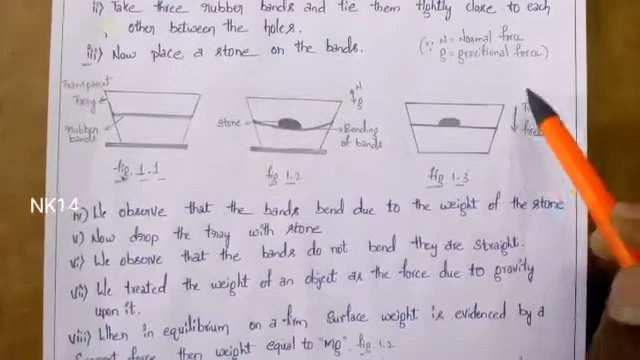 ii) Take three rubber bands and tie them tightly close to each
other between the holes.
iii) Now place a stone on the bands.
(∵ N = Normal force
g = gravitional force)
Transparent
Tray
rubber
bands
fig 1.1
Stone
N
g
Bending
of bands
fig 1.2
fig 1.3
NK14
iv) We observe that the bands bend due to the weight of the stone
v) Now drop the tray with stone.
vi) We observe that the bands do not bend they are straight.
vii) We treated the weight of an object as the force due to gravity
upon it.
viii) When in equilibrium on a firm surface weight is evidenced by a
force then weight equal to "Mg". fig 1.2